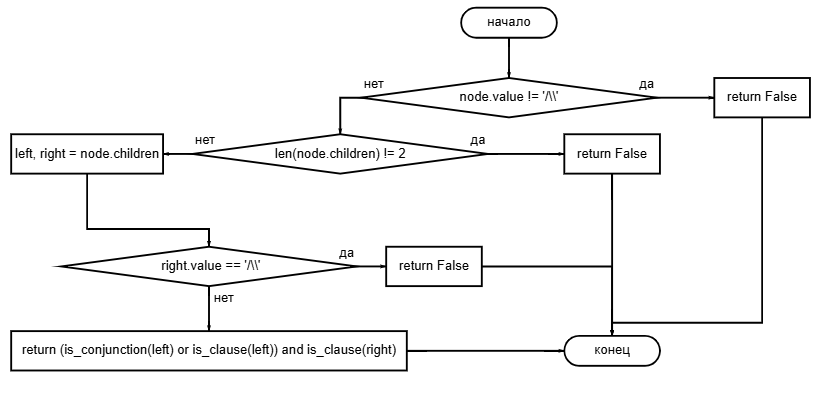 начало
нет
да
node.value != '/\\'
return False
нет
да
left, right = node.children
len(node.children) != 2
return False
да
right.value == '/\\'
return False
нет
return (is_conjunction(left) or is_clause(left)) and is_clause(right)
конец